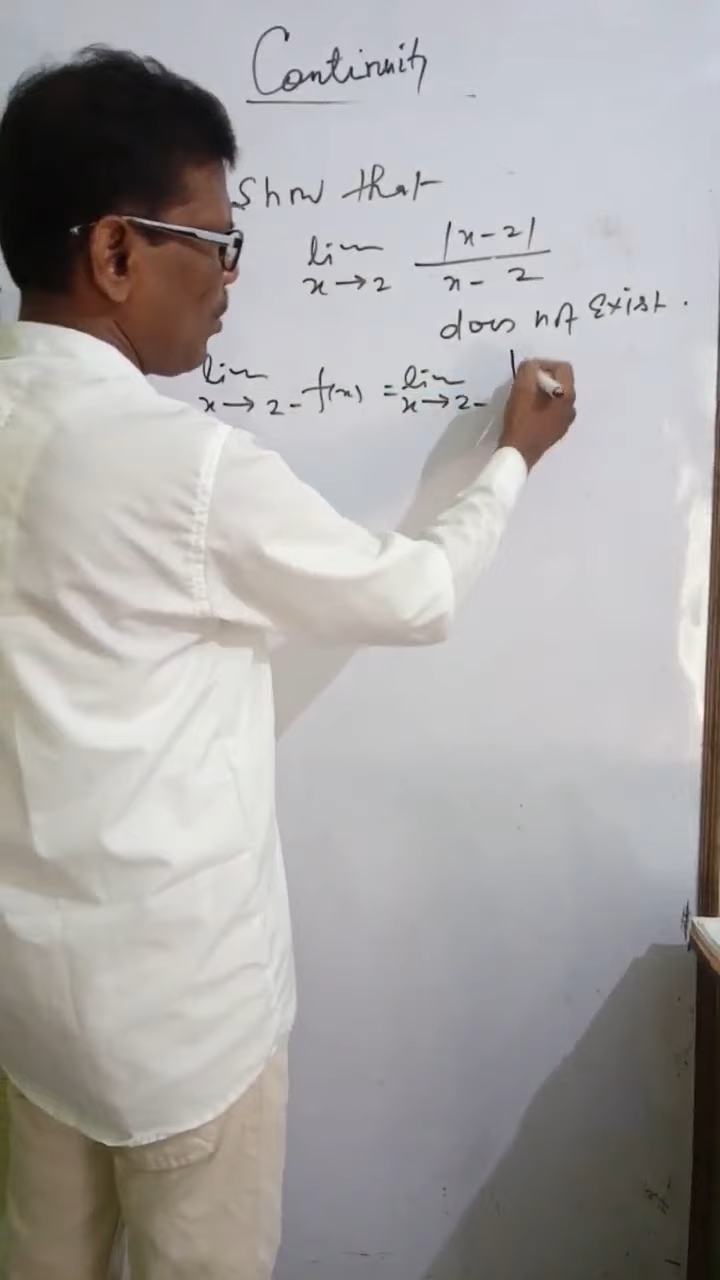 Continuity
Show that
lim x→2 |x-2| / x-2
does not Exist.
lim x→2- f(x) = lim x→2- |